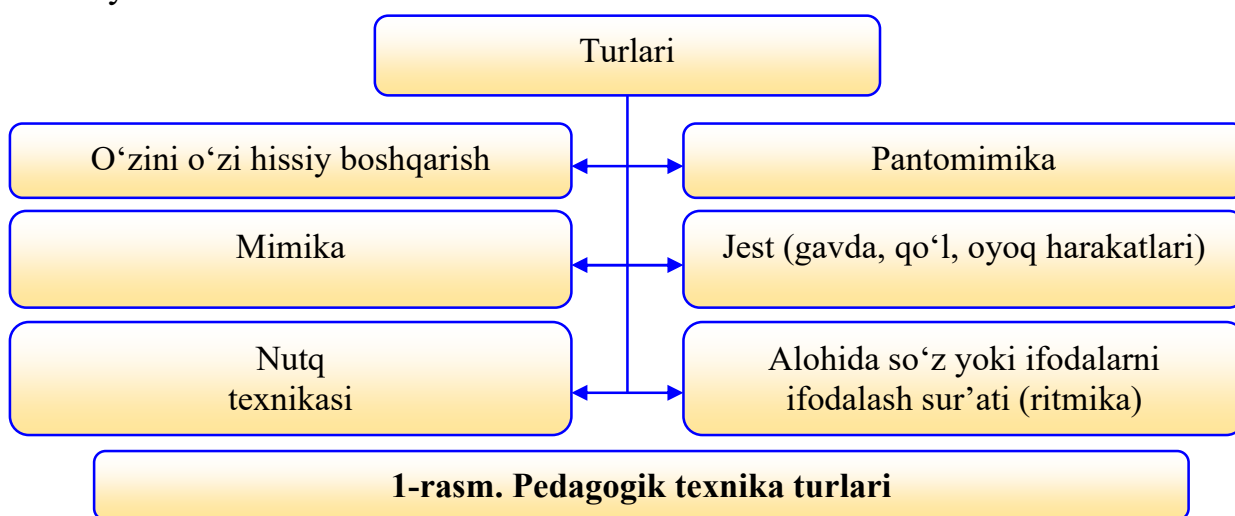 Turlari
O‘zini o‘zi hissiy boshqarish
Pantomimika
Mimika
Jest (gavda, qo‘l, oyoq harakatlari)
Nutq
texnikasi
Alohida so‘z yoki ifodalarni
ifodalash sur’ati (ritmika)
1-rasm. Pedagogik texnika turlari